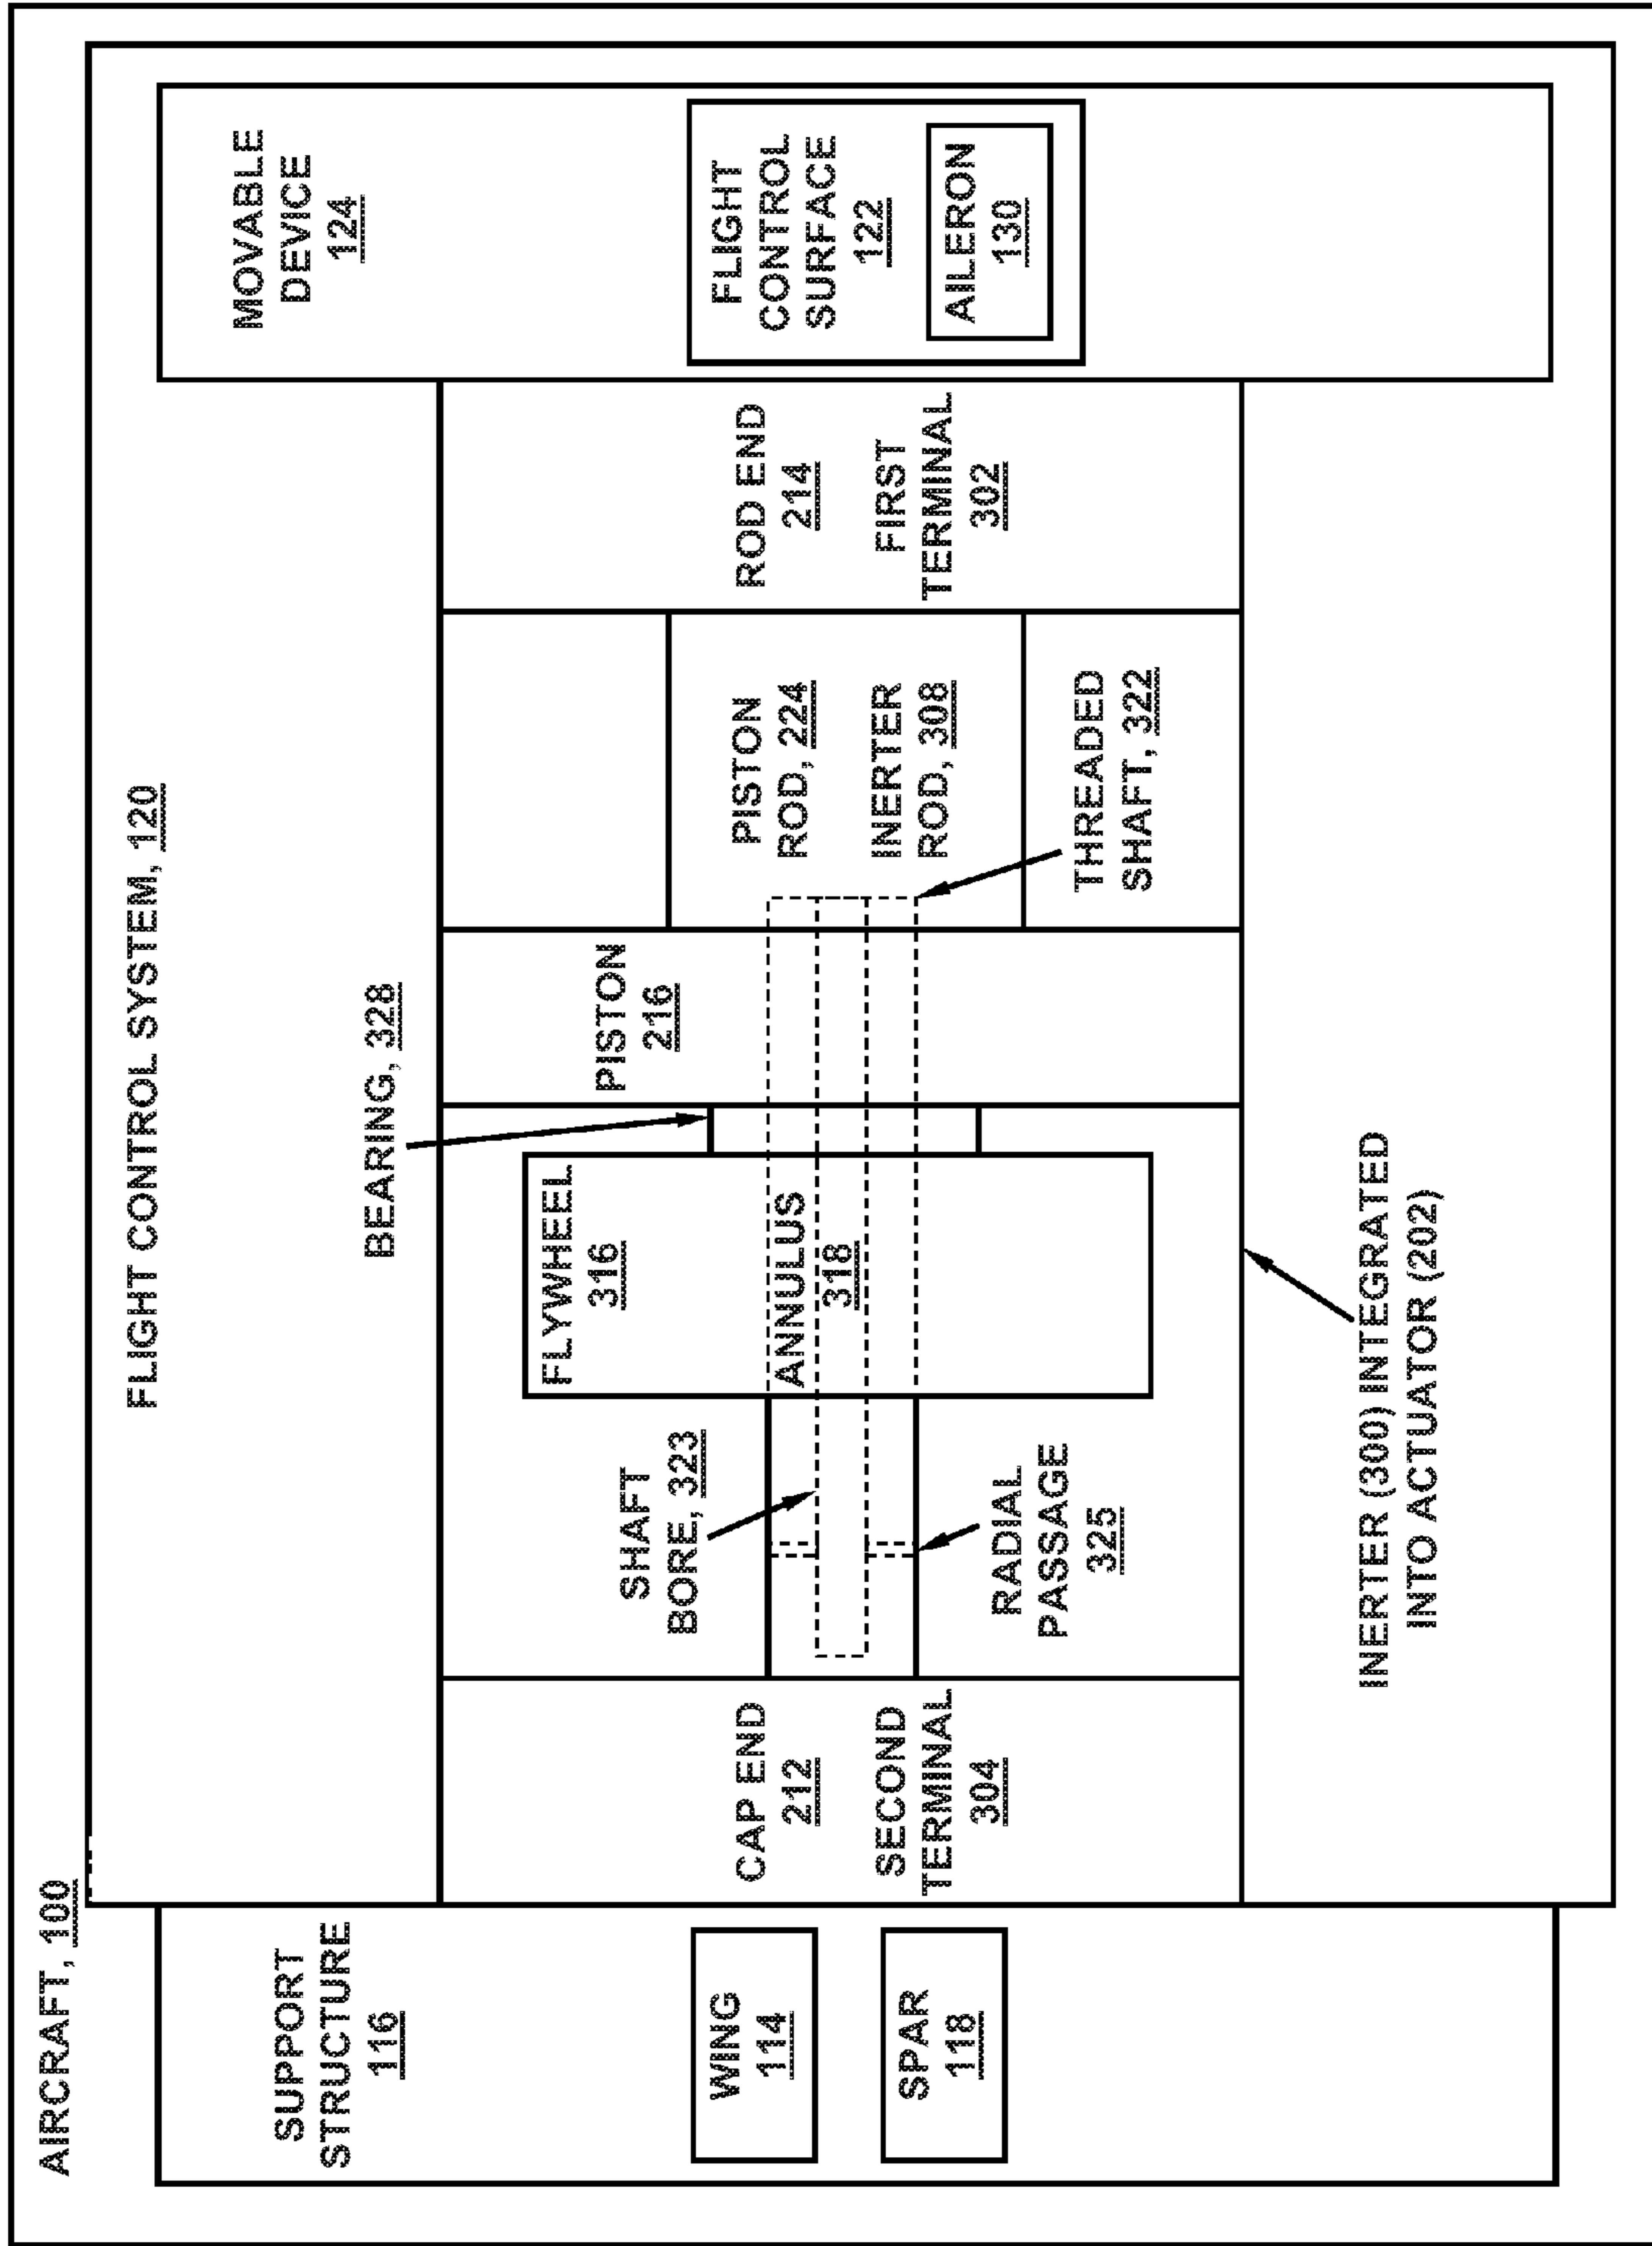 AIRCRAFT, 100
FLIGHT CONTROL SYSTEM, 120
SUPPORT
STRUCTURE
116
WING
114
SPAR
118
CAP END
212
SECOND
TERMINAL
304
BEARING, 328
SHAFT
BORE, 323
RADIAL
PASSAGE
325
FLYWHEEL
316
ANNULUS
318
PISTON
216
PISTON
ROD, 224
INERTER
ROD, 308
THREADED
SHAFT, 322
ROD END
214
FIRST
TERMINAL
302
MOVABLE
DEVICE
124
FLIGHT
CONTROL
SURFACE
122
AILERON
130
INERTER (300) INTEGRATED
INTO ACTUATOR (202)